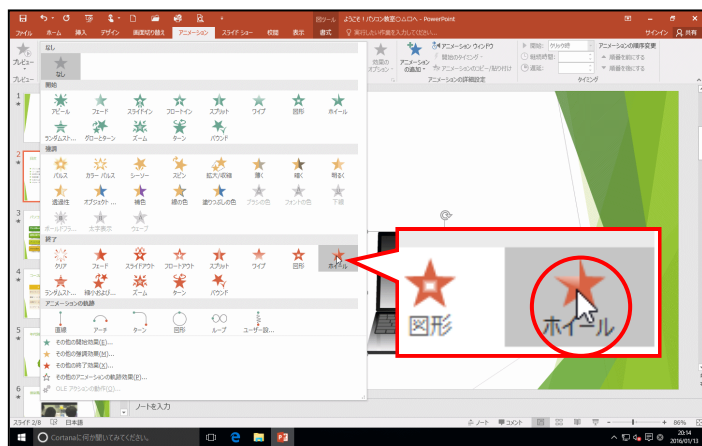 図ツール
ようこそ！パソコン教室○△□へ - PowerPoint
ファイル ホーム 挿入 デザイン 画面切り替え アニメーション スライド ショー 校閲 表示 書式 実行したい作業を入力してください... サインイン 共有
プレビュー
プレビュー
なし
なし
開始
アピール フェード スライドイン フロートイン スプリット ワイプ 図形 ホイール
ランダムスト... グローとターン ズーム ターン バウンド
強調
パルス カラー パルス シーソー スピン 拡大/収縮 薄く 暗く 明るく
透過性 オブジェクト ... 補色 線の色 塗りつぶしの色 ブラシの色 フォントの色 下線
ボールドフラ... 太字表示 ウェーブ
終了
クリア フェード スライドアウト フロートアウト スプリット ワイプ 図形 ホイール
ランダムスト... 縮小および... ズーム ターン バウンド
アニメーションの軌跡
直線 アーチ ターン 図形 ループ ユーザー設...
その他の開始効果(E)...
その他の強調効果(M)...
その他の終了効果(X)...
その他のアニメーションの軌跡効果(P)...
OLE アクションの動作(O)...
効果の
オプション
アニメーション
の追加
アニメーション ウィンドウ
開始のタイミング
アニメーションのコピー/貼り付け
アニメーションの詳細設定
開始: クリック時
継続時間:
遅延:
アニメーションの順序変更
順番を前にする
順番を後にする
タイミング
1
2
3
4
5
6
図形 ホイール
ノートを入力
スライド 2/8 日本語
ノート コメント 86%
Cortanaに何か聞いてみてください。
20:14
2016/01/13